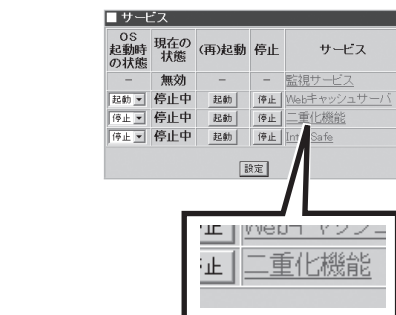 ■ サービス
OS起動時の状態 現在の状態 (再)起動 停止 サービス
－ 無効 － － 監視サービス
起動 停止中 起動 停止 Webキャッシュサーバ
停止 停止中 起動 停止 二重化機能
停止 停止中 起動 停止 Safe
設定
二重化機能